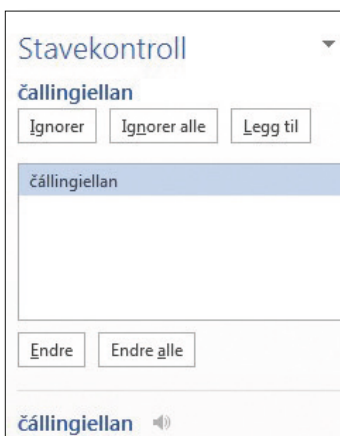 Stavekontroll
čallingiellan
Ignorer Ignorer alle Legg til
čállingiellan
Endre Endre alle
čállingiellan